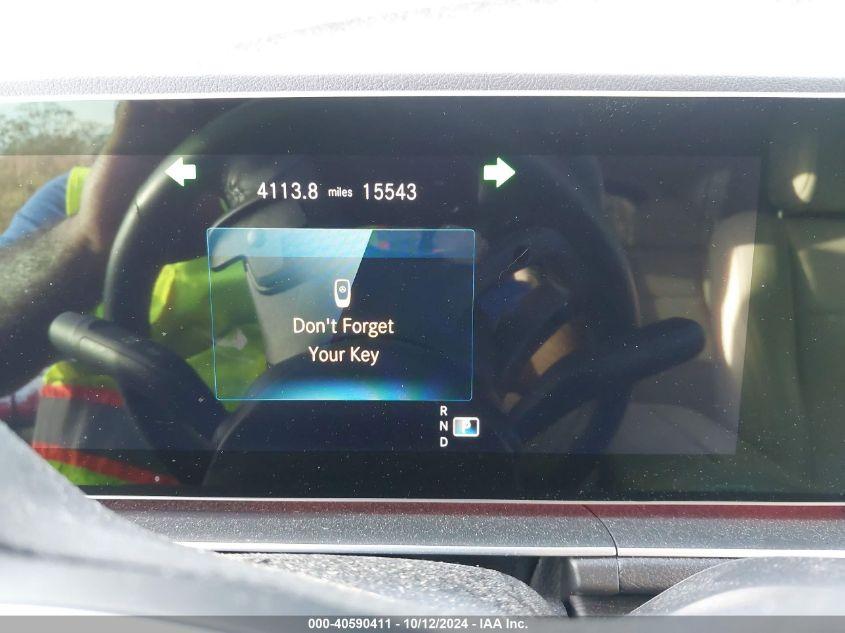 4113.8 miles 15543
Don't Forget
Your Key
R
N P
D
000-40590411 - 10/12/2024 - IAA Inc.